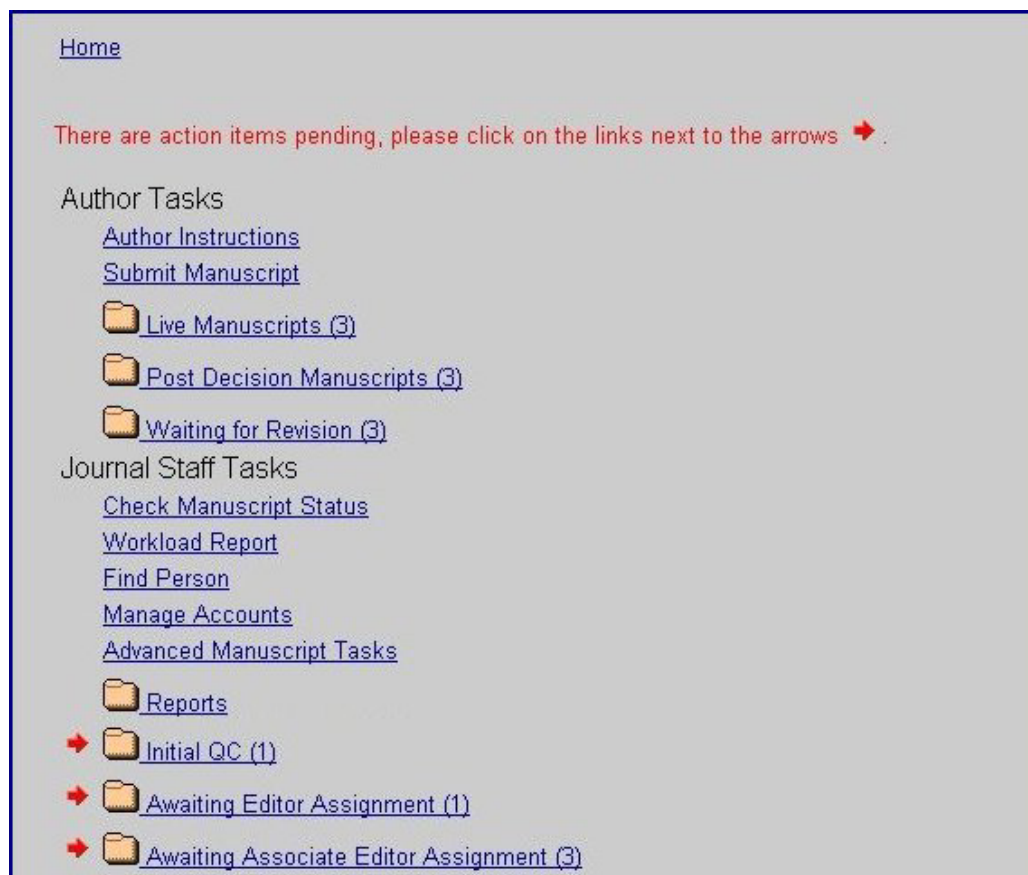 Home
There are action items pending, please click on the links next to the arrows .
Author Tasks
Author Instructions
Submit Manuscript
Live Manuscripts (3)
Post Decision Manuscripts (3)
Waiting for Revision (3)
Journal Staff Tasks
Check Manuscript Status
Workload Report
Find Person
Manage Accounts
Advanced Manuscript Tasks
Reports
Initial QC (1)
Awaiting Editor Assignment (1)
Awaiting Associate Editor Assignment (3)